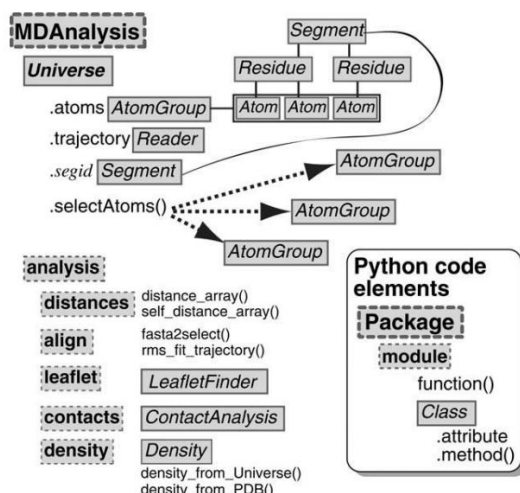 MDAnalysis
Segment
Universe
Residue Residue
.atoms AtomGroup Atom Atom Atom
.trajectory Reader
.segid Segment
AtomGroup
.selectAtoms()
AtomGroup
AtomGroup
analysis
distances distance_array()
self_distance_array()
align fasta2select()
rms_fit_trajectory()
leaflet LeafletFinder
contacts ContactAnalysis
density Density
density_from_Universe()
density_from_PDB()
Python code
elements
Package
module
function()
Class
.attribute
.method()